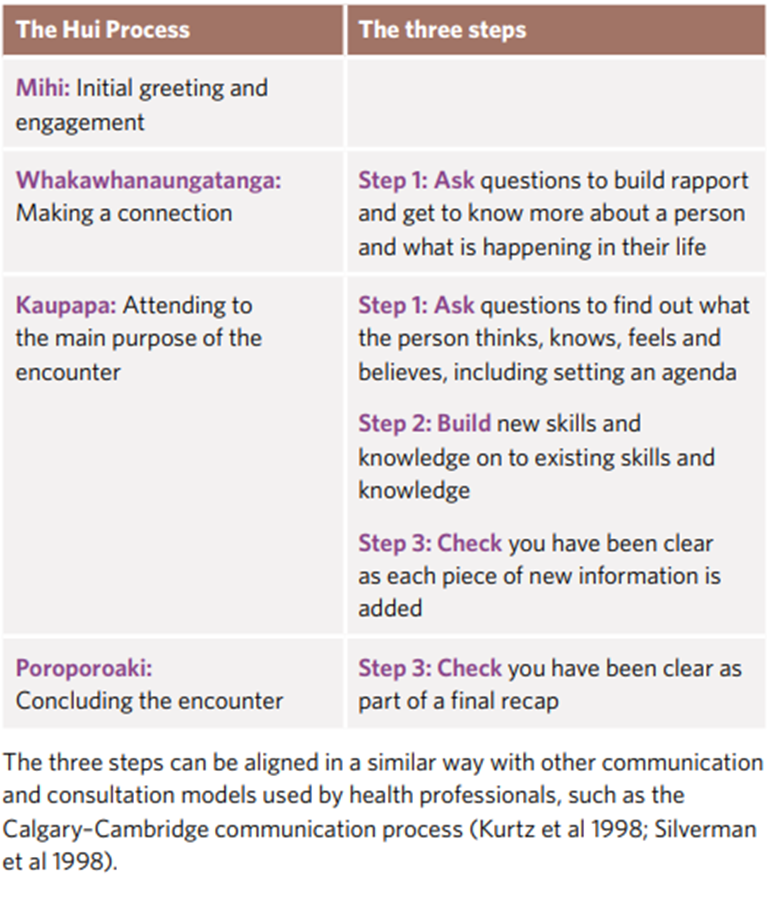 The Hui Process
The three steps
Mihi: Initial greeting and
engagement
Whakawhanaungatanga:
Making a connection
Step 1: Ask questions to build rapport
and get to know more about a person
and what is happening in their life
Kaupapa: Attending to
the main purpose of the
encounter
Step 1: Ask questions to find out what
the person thinks, knows, feels and
believes, including setting an agenda
Step 2: Build new skills and
knowledge on to existing skills and
knowledge
Step 3: Check you have been clear
as each piece of new information is
added
Poroporoaki:
Concluding the encounter
Step 3: Check you have been clear as
part of a final recap
The three steps can be aligned in a similar way with other communication
and consultation models used by health professionals, such as the
Calgary–Cambridge communication process (Kurtz et al 1998; Silverman
et al 1998).